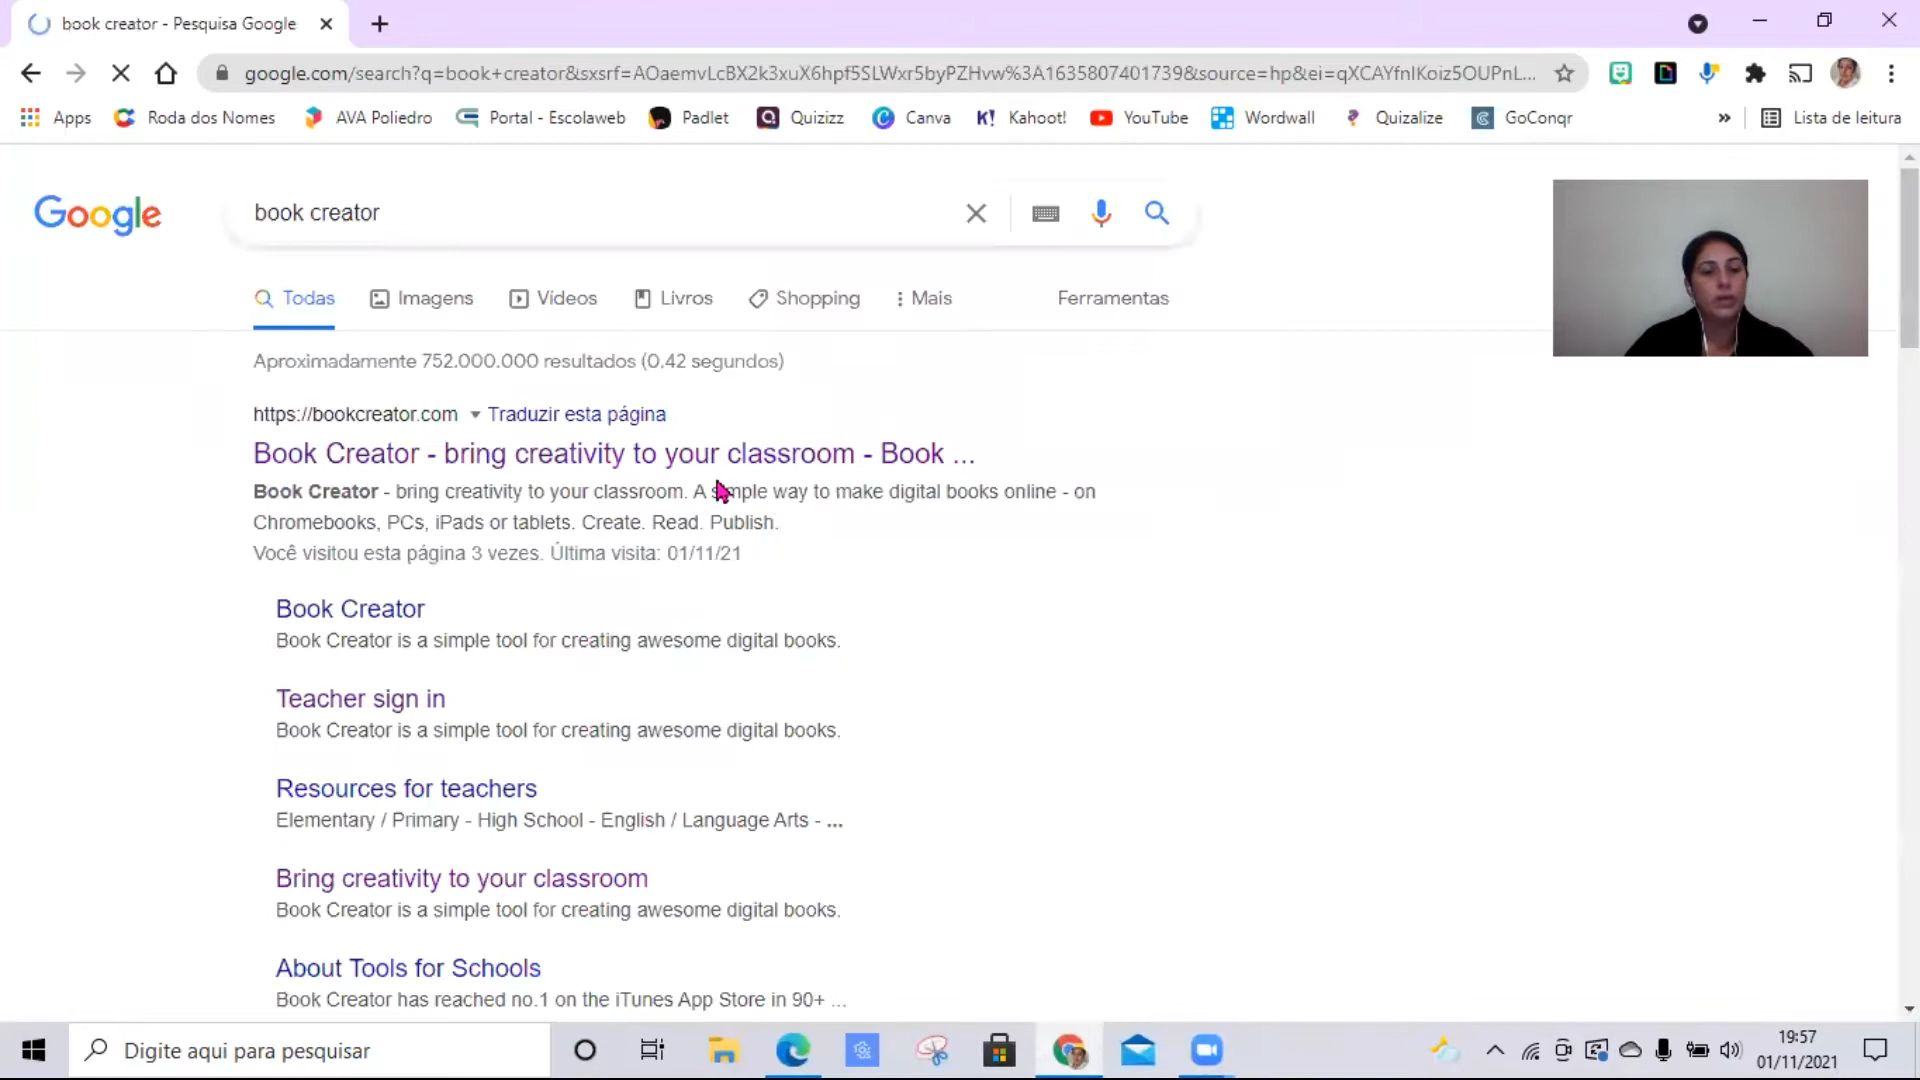 book creator - Pesquisa Google
google.com/search?q=book+creator&sxsrf=AOaemvLcBX2k3xuX6hpf5SLWxr5byPZHvw%3A1635807401739&source=hp&ei=qXCAYfnIKoiz5OUPnL...
Apps Roda dos Nomes AVA Poliedro Portal - Escolaweb Padlet Quizizz Canva K! Kahoot! YouTube Wordwall Quizalize GoConqr » Lista de leitura
Google book creator
Todas Imagens Vídeos Livros Shopping Mais Ferramentas
Aproximadamente 752.000.000 resultados (0,42 segundos)
https://bookcreator.com Traduzir esta página
Book Creator - bring creativity to your classroom - Book ...
Book Creator - bring creativity to your classroom. A simple way to make digital books online - on
Chromebooks, PCs, iPads or tablets. Create. Read. Publish.
Você visitou esta página 3 vezes. Última visita: 01/11/21
Book Creator
Book Creator is a simple tool for creating awesome digital books.
Teacher sign in
Book Creator is a simple tool for creating awesome digital books.
Resources for teachers
Elementary / Primary - High School - English / Language Arts - ...
Bring creativity to your classroom
Book Creator is a simple tool for creating awesome digital books.
About Tools for Schools
Book Creator has reached no.1 on the iTunes App Store in 90+ ...
Digite aqui para pesquisar
19:57
01/11/2021